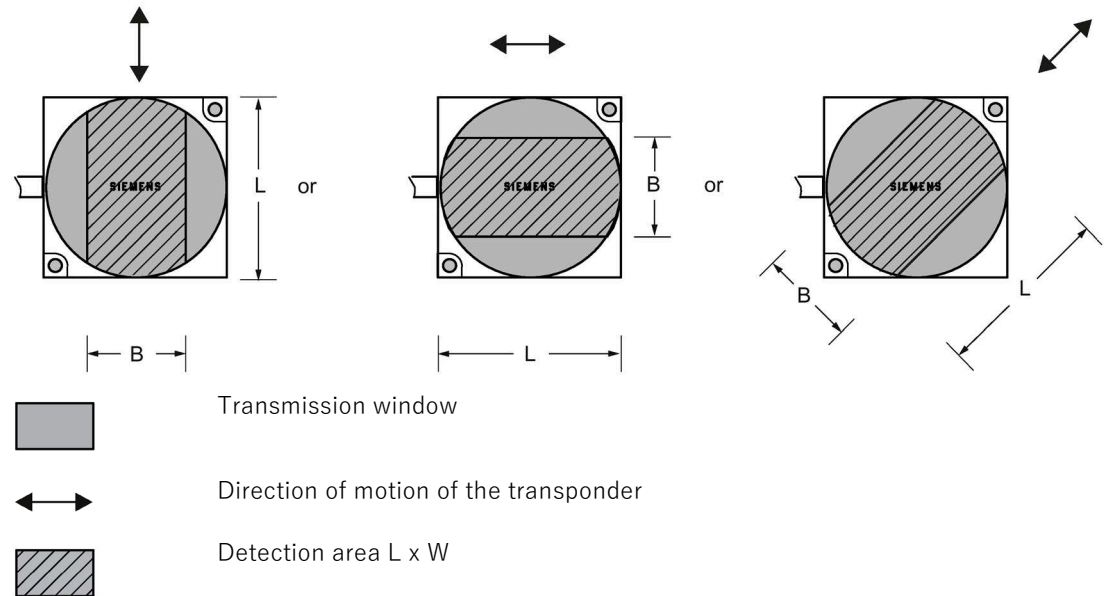 SIEMENS
L
or
B
SIEMENS
B
or
L
SIEMENS
B
L
Transmission window
Direction of motion of the transponder
Detection area L x W